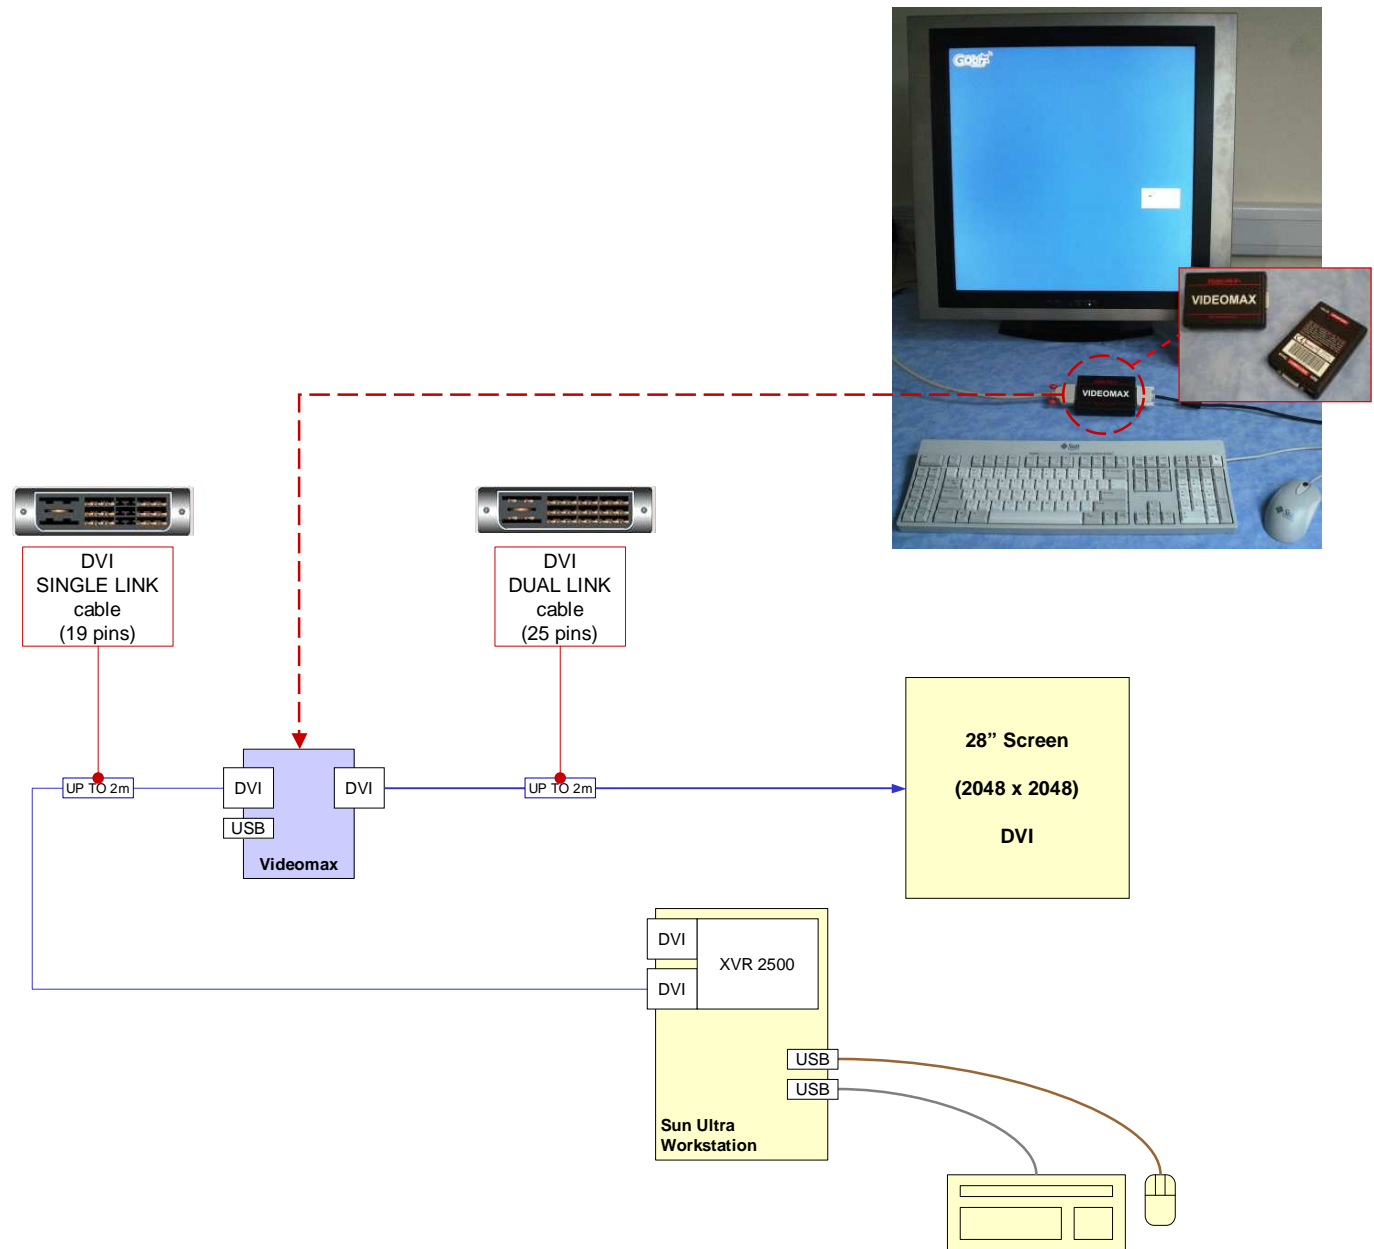 VIDEOMAX
VIDEOMAX
Sun
DVI
SINGLE LINK
cable
(19 pins)
DVI
DUAL LINK
cable
(25 pins)
UP TO 2m
DVI
USB
Videomax
DVI
UP TO 2m
28” Screen
(2048 x 2048)
DVI
DVI
XVR 2500
DVI
USB
USB
Sun Ultra
Workstation